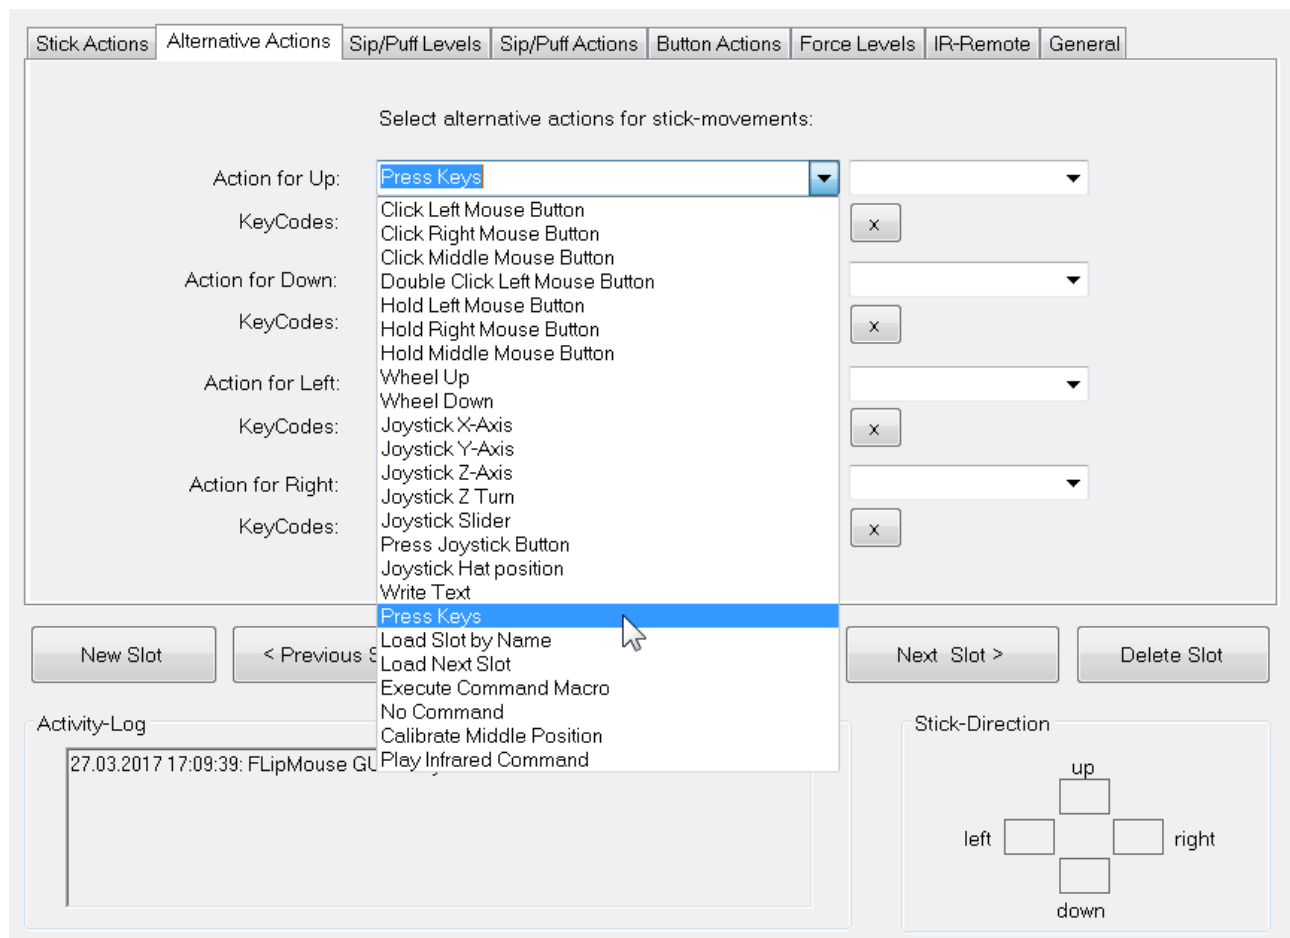 Stick Actions Alternative Actions Sip/Puff Levels Sip/Puff Actions Button Actions Force Levels IR-Remote General
Select alternative actions for stick-movements:
Action for Up: Press Keys
KeyCodes: x
Action for Down:
KeyCodes: x
Action for Left:
KeyCodes: x
Action for Right:
KeyCodes: x
Click Left Mouse Button
Click Right Mouse Button
Click Middle Mouse Button
Double Click Left Mouse Button
Hold Left Mouse Button
Hold Right Mouse Button
Hold Middle Mouse Button
Wheel Up
Wheel Down
Joystick X-Axis
Joystick Y-Axis
Joystick Z-Axis
Joystick Z Turn
Joystick Slider
Press Joystick Button
Joystick Hat position
Write Text
Press Keys
Load Slot by Name
Load Next Slot
Execute Command Macro
No Command
Calibrate Middle Position
Play Infrared Command
New Slot < Previous Next Slot > Delete Slot
Activity-Log
27.03.2017 17:09:39: FLipMouse
Stick-Direction
up
left right
down